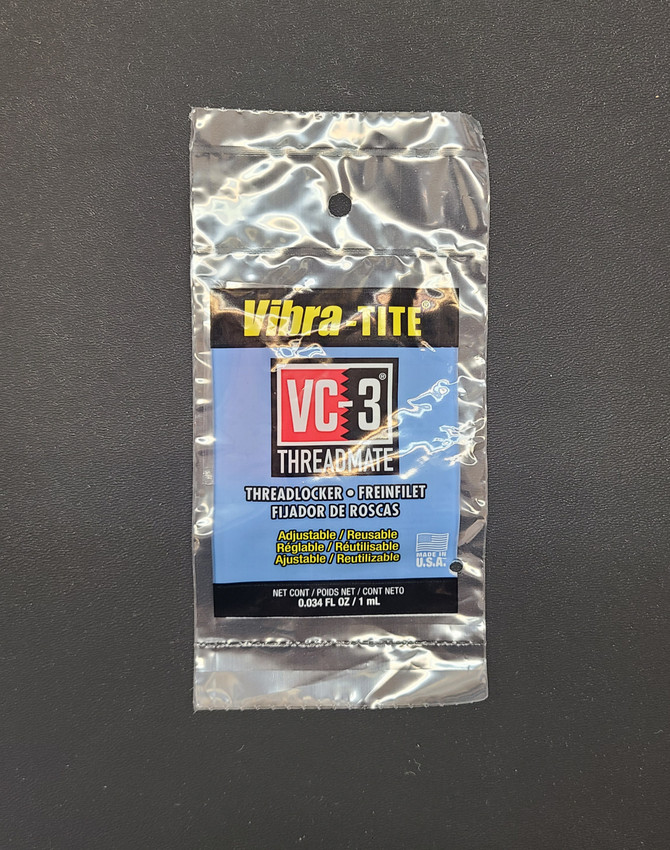 Vibra-TITE®
VC-3®
THREADMATE
THREADLOCKER • FREINFILET
FIJADOR DE ROSCAS
Adjustable / Reusable
Réglable / Réutilisable
Ajustable / Reutilizable
MADE IN
U.S.A.
NET CONT / POIDS NET / CONT NETO
0.034 FL OZ / 1 mL